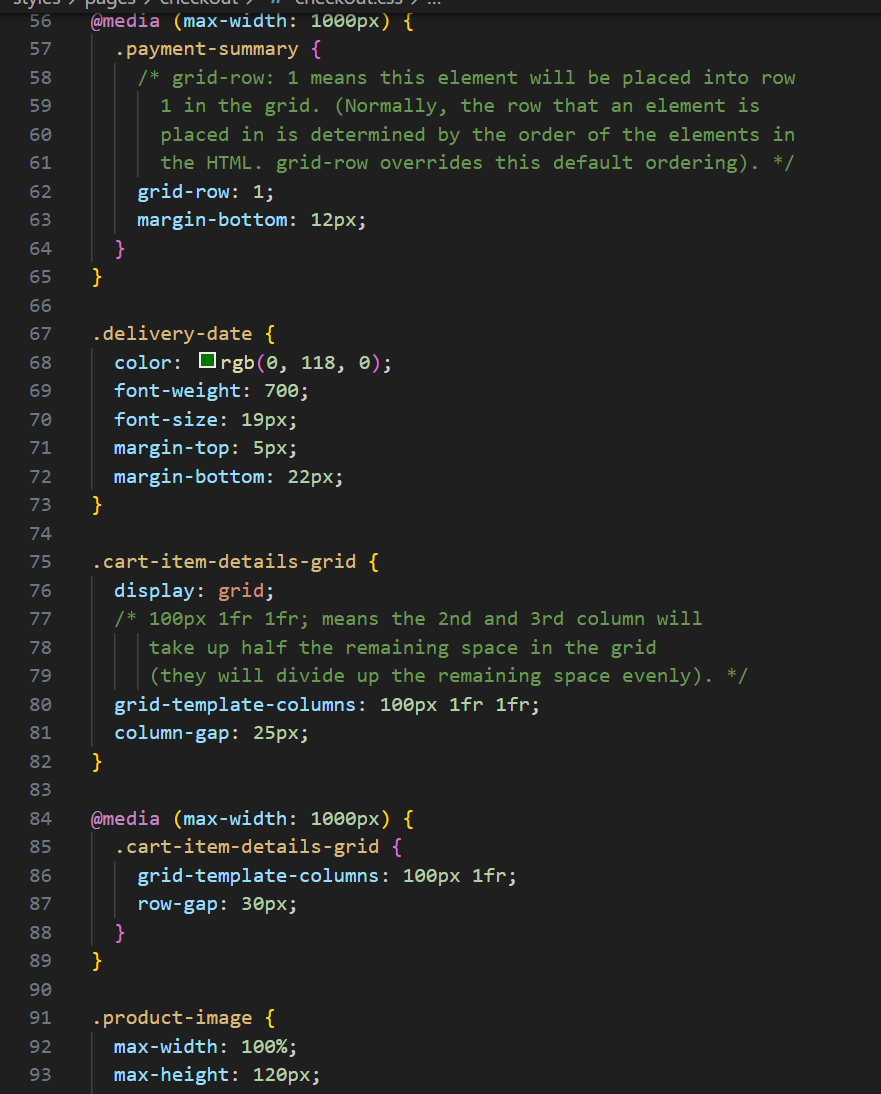 styles > pages > checkout > # checkout.css > ...
56 @media (max-width: 1000px) {
57   .payment-summary {
58     /* grid-row: 1 means this element will be placed into row
59       1 in the grid. (Normally, the row that an element is
60       placed in is determined by the order of the elements in
61       the HTML. grid-row overrides this default ordering). */
62     grid-row: 1;
63     margin-bottom: 12px;
64   }
65 }
66
67 .delivery-date {
68   color: rgb(0, 118, 0);
69   font-weight: 700;
70   font-size: 19px;
71   margin-top: 5px;
72   margin-bottom: 22px;
73 }
74
75 .cart-item-details-grid {
76   display: grid;
77   /* 100px 1fr 1fr; means the 2nd and 3rd column will
78      take up half the remaining space in the grid
79      (they will divide up the remaining space evenly). */
80   grid-template-columns: 100px 1fr 1fr;
81   column-gap: 25px;
82 }
83
84 @media (max-width: 1000px) {
85   .cart-item-details-grid {
86     grid-template-columns: 100px 1fr;
87     row-gap: 30px;
88   }
89 }
90
91 .product-image {
92   max-width: 100%;
93   max-height: 120px;